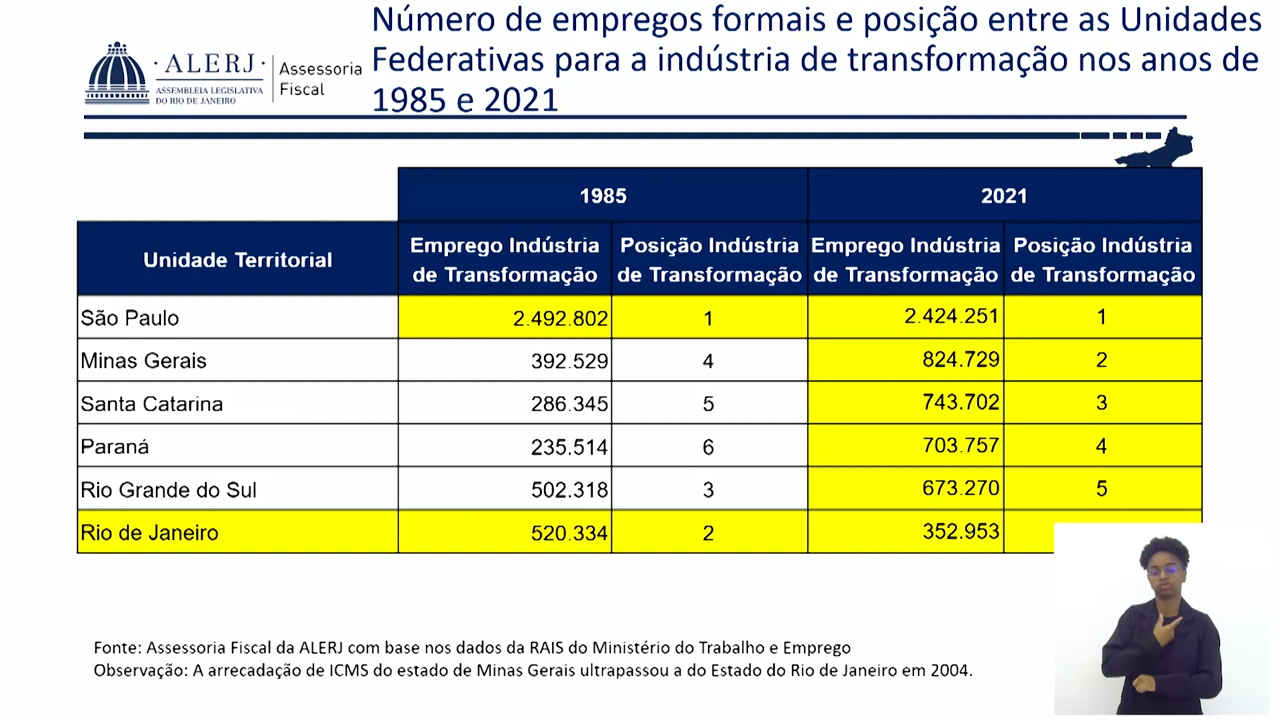 Número de empregos formais e posição entre as Unidades
Federativas para a indústria de transformação nos anos de
1985 e 2021
· ALERJ ·
ASSEMBLEIA LEGISLATIVA
DO RIO DE JANEIRO
Assessoria
Fiscal
1985 2021
Unidade Territorial
Emprego Indústria de Transformação
Posição Indústria de Transformação
Emprego Indústria de Transformação
Posição Indústria de Transformação
São Paulo 2.492.802 1 2.424.251 1
Minas Gerais 392.529 4 824.729 2
Santa Catarina 286.345 5 743.702 3
Paraná 235.514 6 703.757 4
Rio Grande do Sul 502.318 3 673.270 5
Rio de Janeiro 520.334 2 352.953
Fonte: Assessoria Fiscal da ALERJ com base nos dados da RAIS do Ministério do Trabalho e Emprego
Observação: A arrecadação de ICMS do estado de Minas Gerais ultrapassou a do Estado do Rio de Janeiro em 2004.